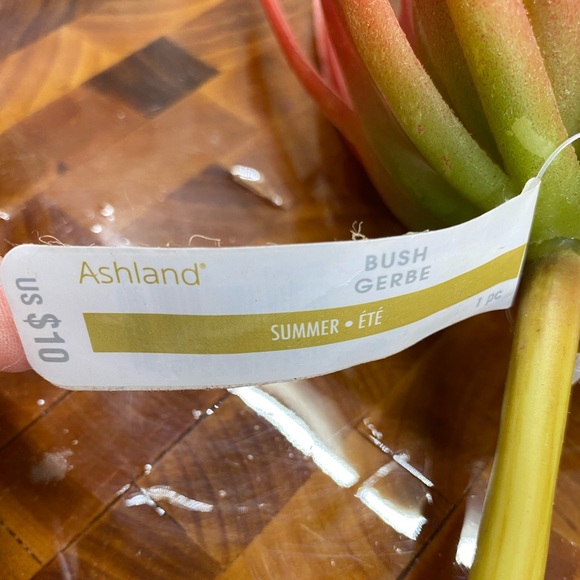 Ashland®
BUSH
GERBE
SUMMER • ÉTÉ
1 pc
US $10